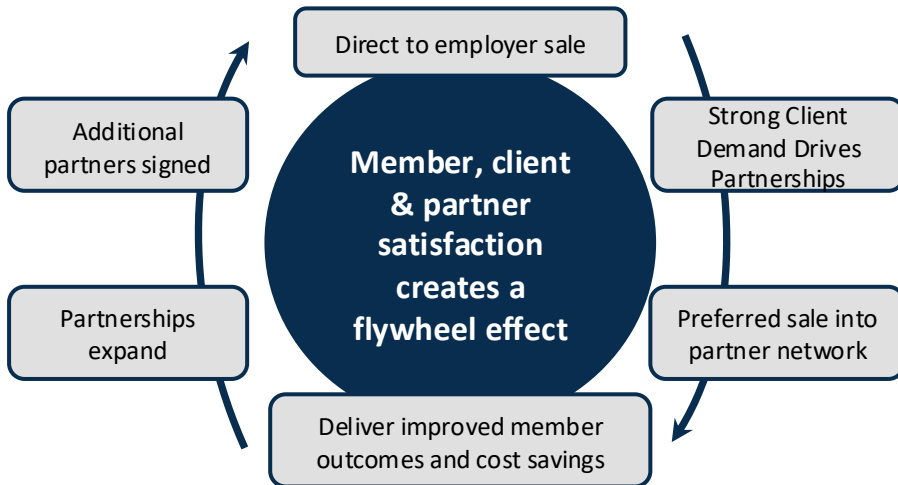 Direct to employer sale
Strong Client
Demand Drives
Partnerships
Preferred sale into
partner network
Deliver improved member
outcomes and cost savings
Partnerships
expand
Additional
partners signed
Member, client
& partner
satisfaction
creates a
flywheel effect